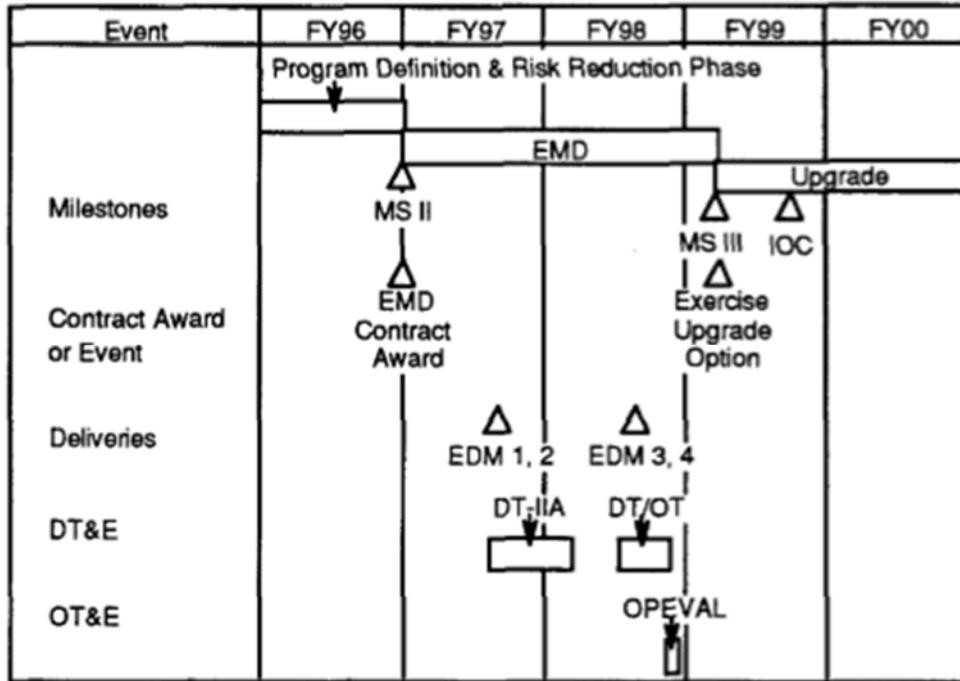 Event FY96 FY97 FY98 FY99 FY00
Program Definition & Risk Reduction Phase
EMD
Upgrade
Milestones
MS II
MS III IOC
Contract Award
or Event
EMD
Contract
Award
Exercise
Upgrade
Option
Deliveries
EDM 1, 2 EDM 3, 4
DT&E
DT-IIA DT/OT
OT&E
OPEVAL